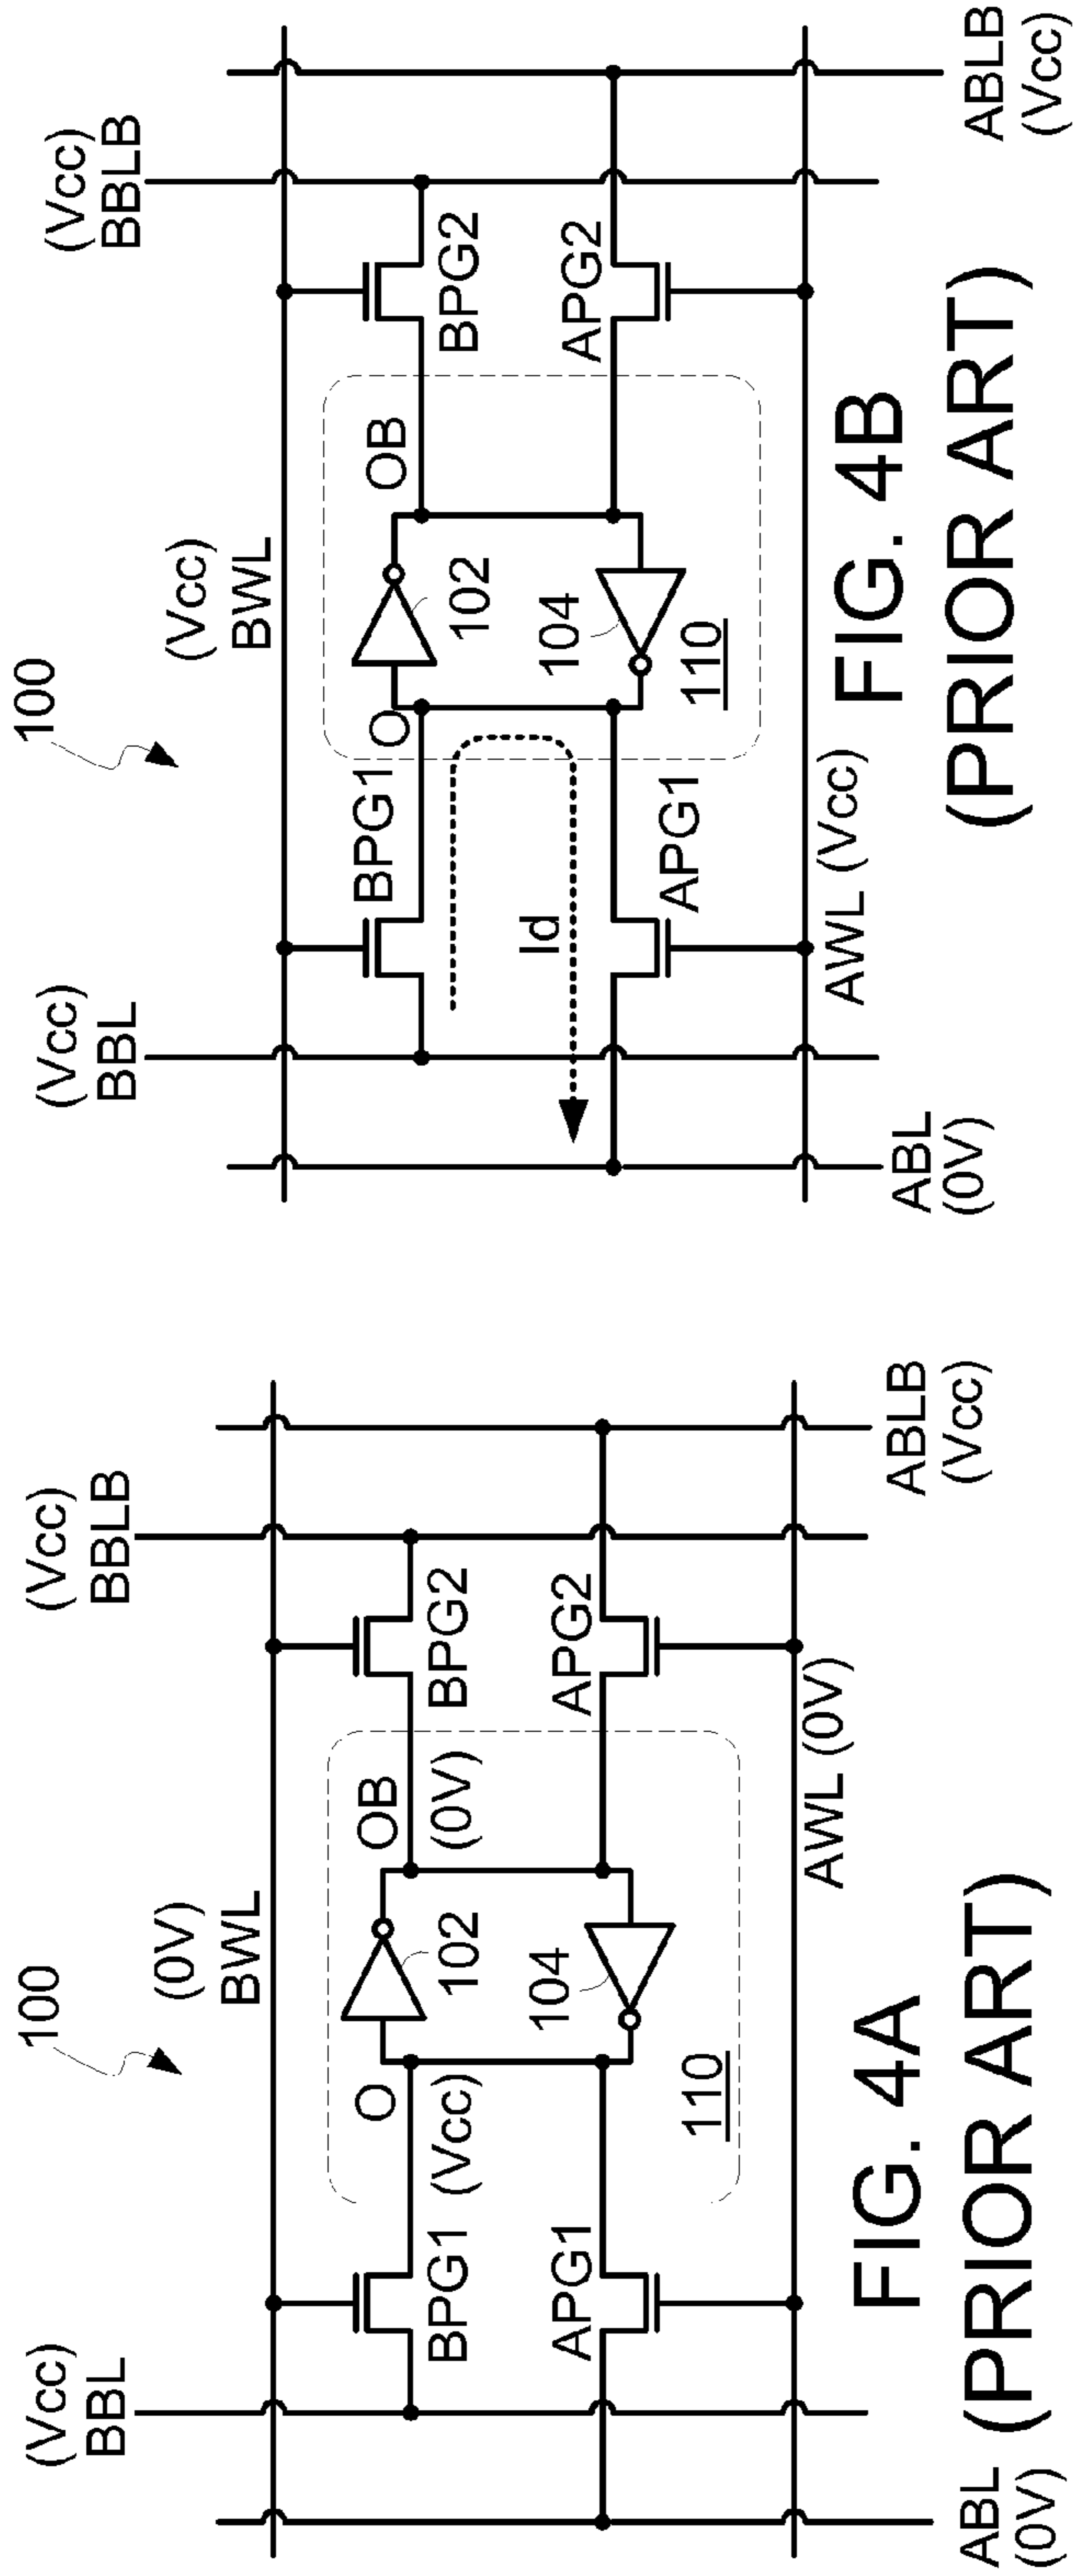 100
(0V)
BWL
(Vcc)
BBL
(Vcc)
BBLB
O
OB
(Vcc)
(0V)
BPG1
BPG2
102
104
APG1
APG2
110
AWL (0V)
ABL
(0V)
ABLB
(Vcc)
FIG. 4A
(PRIOR ART)
100
(Vcc)
BWL
(Vcc)
BBL
(Vcc)
BBLB
BPG1
O
OB
BPG2
102
Id
104
APG1
APG2
110
AWL (Vcc)
ABL
(0V)
ABLB
(Vcc)
FIG. 4B
(PRIOR ART)